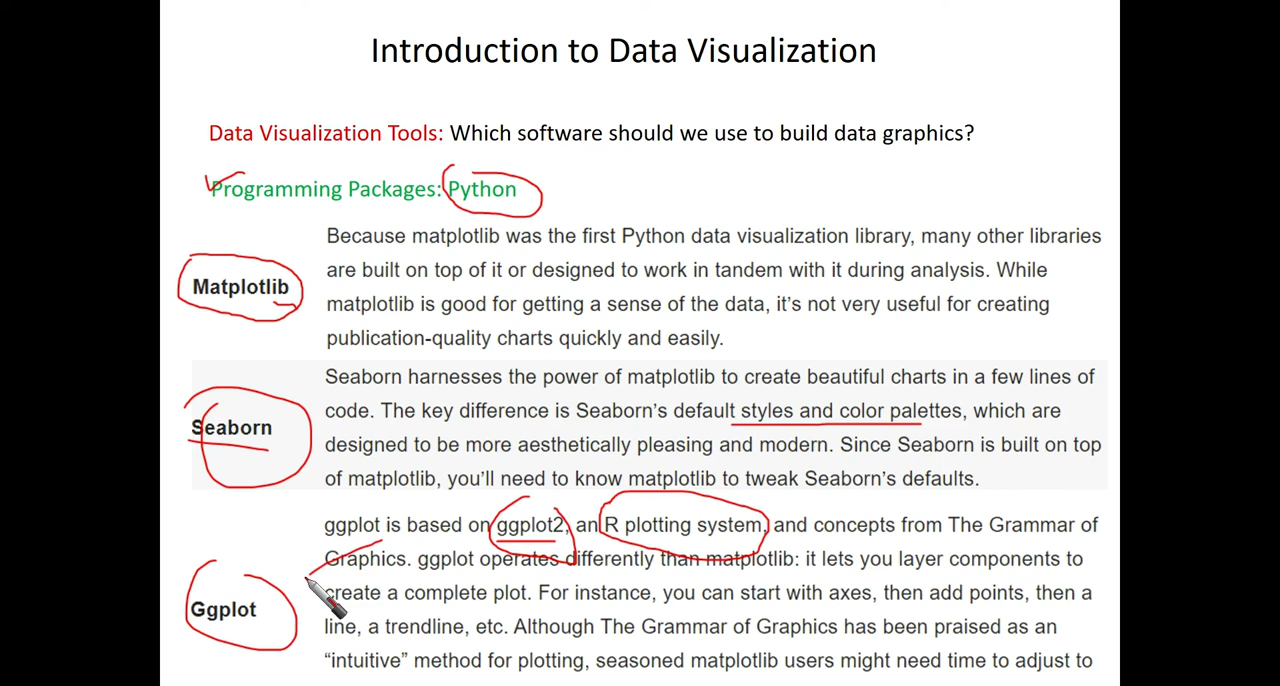 Introduction to Data Visualization
Data Visualization Tools: Which software should we use to build data graphics?
Programming Packages: Python
Matplotlib
Because matplotlib was the first Python data visualization library, many other libraries
are built on top of it or designed to work in tandem with it during analysis. While
matplotlib is good for getting a sense of the data, it’s not very useful for creating
publication-quality charts quickly and easily.
Seaborn
Seaborn harnesses the power of matplotlib to create beautiful charts in a few lines of
code. The key difference is Seaborn’s default styles and color palettes, which are
designed to be more aesthetically pleasing and modern. Since Seaborn is built on top
of matplotlib, you’ll need to know matplotlib to tweak Seaborn’s defaults.
Ggplot
ggplot is based on ggplot2, an R plotting system, and concepts from The Grammar of
Graphics. ggplot operates differently than matplotlib: it lets you layer components to
create a complete plot. For instance, you can start with axes, then add points, then a
line, a trendline, etc. Although The Grammar of Graphics has been praised as an
“intuitive” method for plotting, seasoned matplotlib users might need time to adjust to